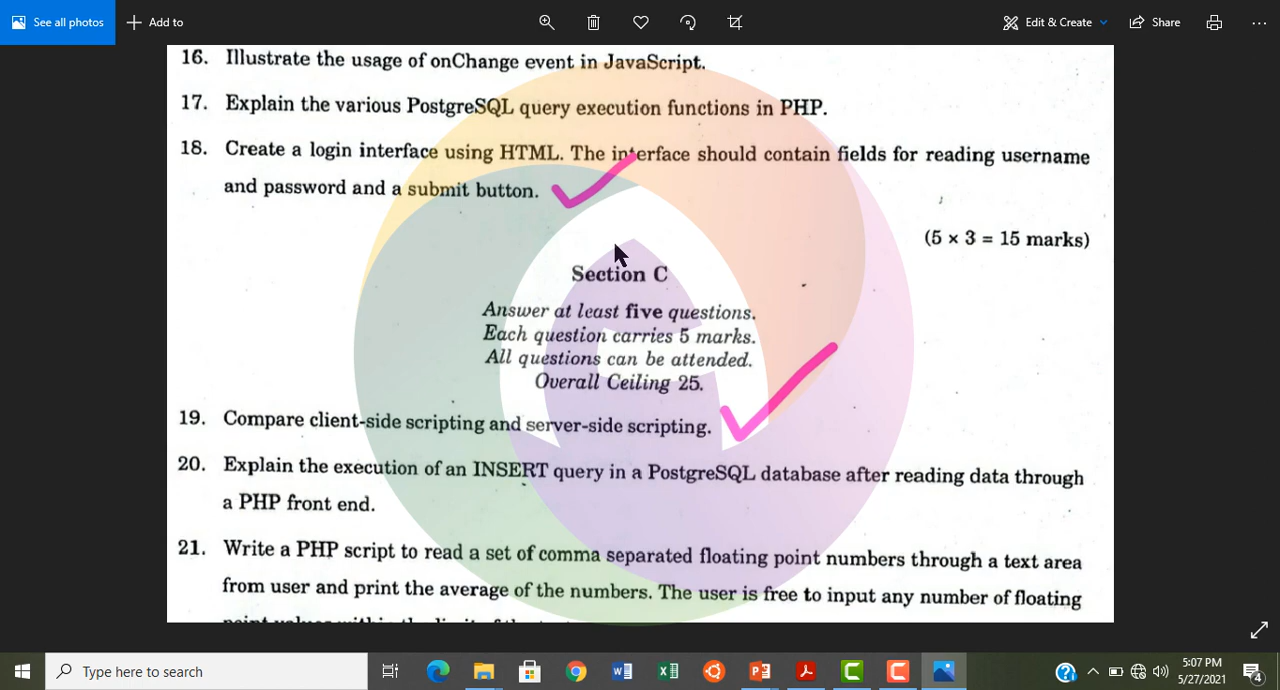 See all photos
Add to
Edit & Create
Share
16. Illustrate the usage of onChange event in JavaScript.
17. Explain the various PostgreSQL query execution functions in PHP.
18. Create a login interface using HTML. The interface should contain fields for reading username
and password and a submit button.
(5 × 3 = 15 marks)
Section C
Answer at least five questions.
Each question carries 5 marks.
All questions can be attended.
Overall Ceiling 25.
19. Compare client-side scripting and server-side scripting.
20. Explain the execution of an INSERT query in a PostgreSQL database after reading data through
a PHP front end.
21. Write a PHP script to read a set of comma separated floating point numbers through a text area
from user and print the average of the numbers. The user is free to input any number of floating
Type here to search
5:07 PM
5/27/2021
4